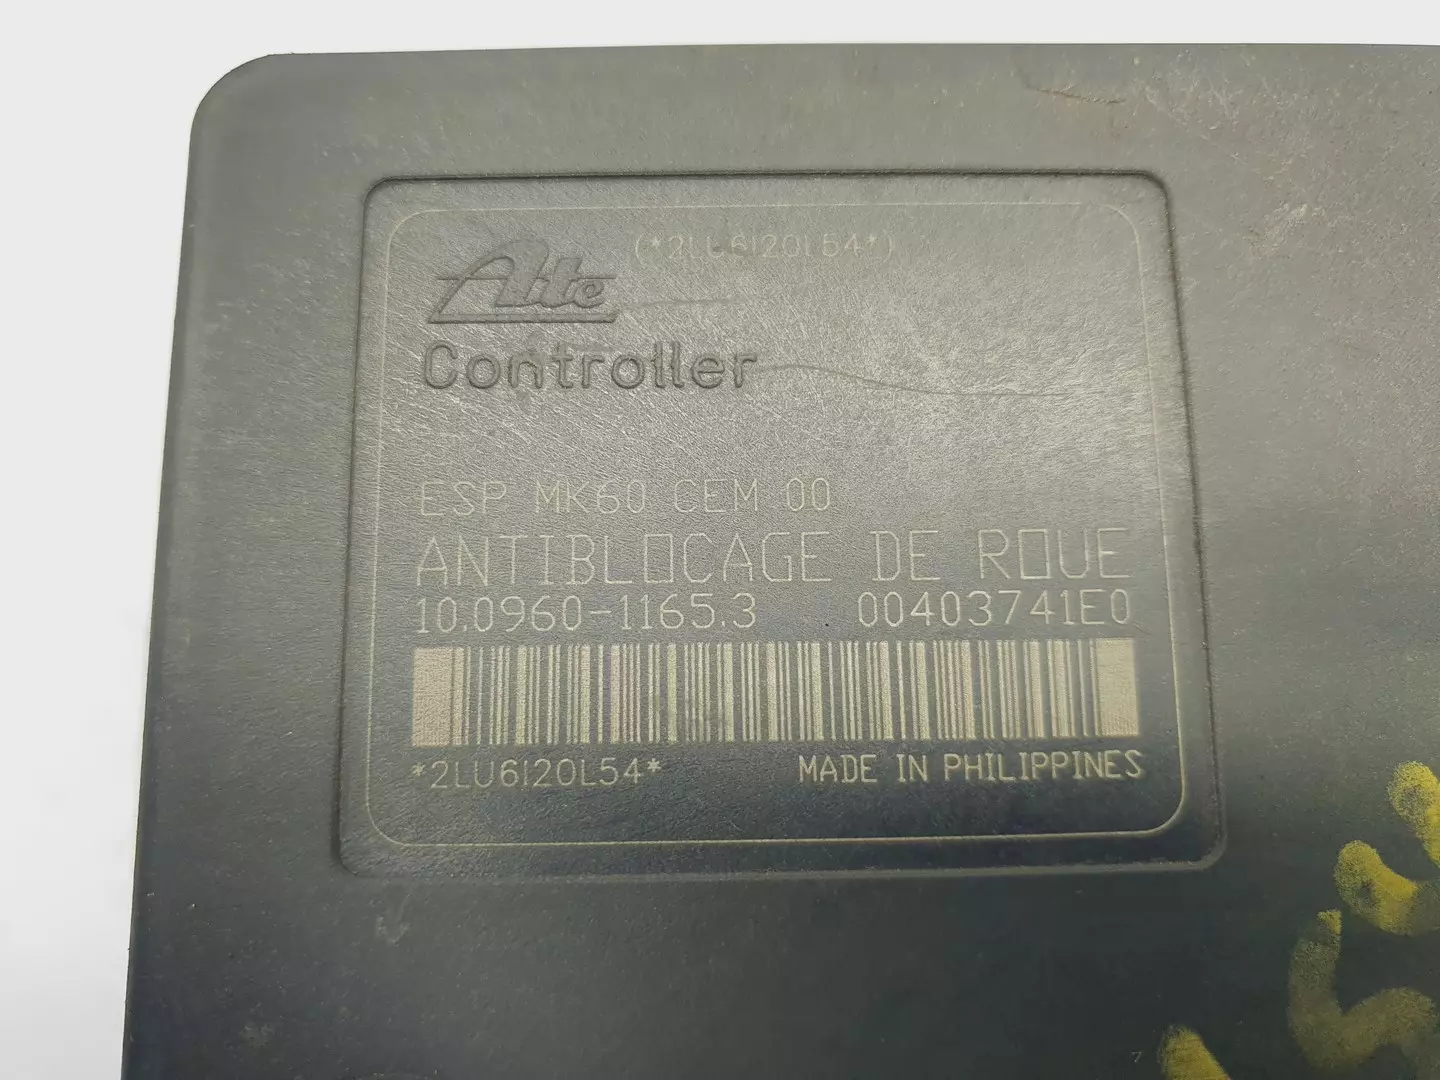 (*2LU6I20L54*)
Ate
Controller
ESP MK60 CEM 00
ANTIBLOCAGE DE ROUE
10.0960-1165.3 00403741E0
*2LU6I20L54* MADE IN PHILIPPINES
7